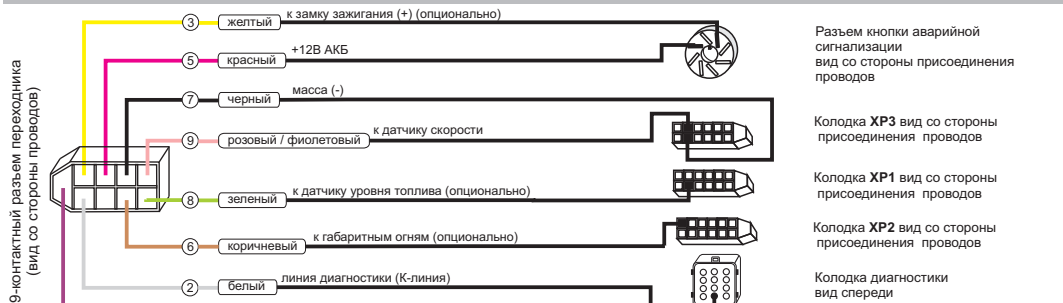 9-контактный разъем переходника
(вид со стороны проводов)
3 желтый к замку зажигания (+) (опционально)
5 красный +12В АКБ
7 черный масса (-)
9 розовый / фиолетовый к датчику скорости
8 зеленый к датчику уровня топлива (опционально)
6 коричневый к габаритным огням (опционально)
2 белый линия диагностики (К-линия)
Разъем кнопки аварийной
сигнализации
вид со стороны присоединения
проводов
Колодка XP3 вид со стороны
присоединения проводов
Колодка XP1 вид со стороны
присоединения проводов
Колодка XP2 вид со стороны
присоединения проводов
Колодка диагностики
вид спереди